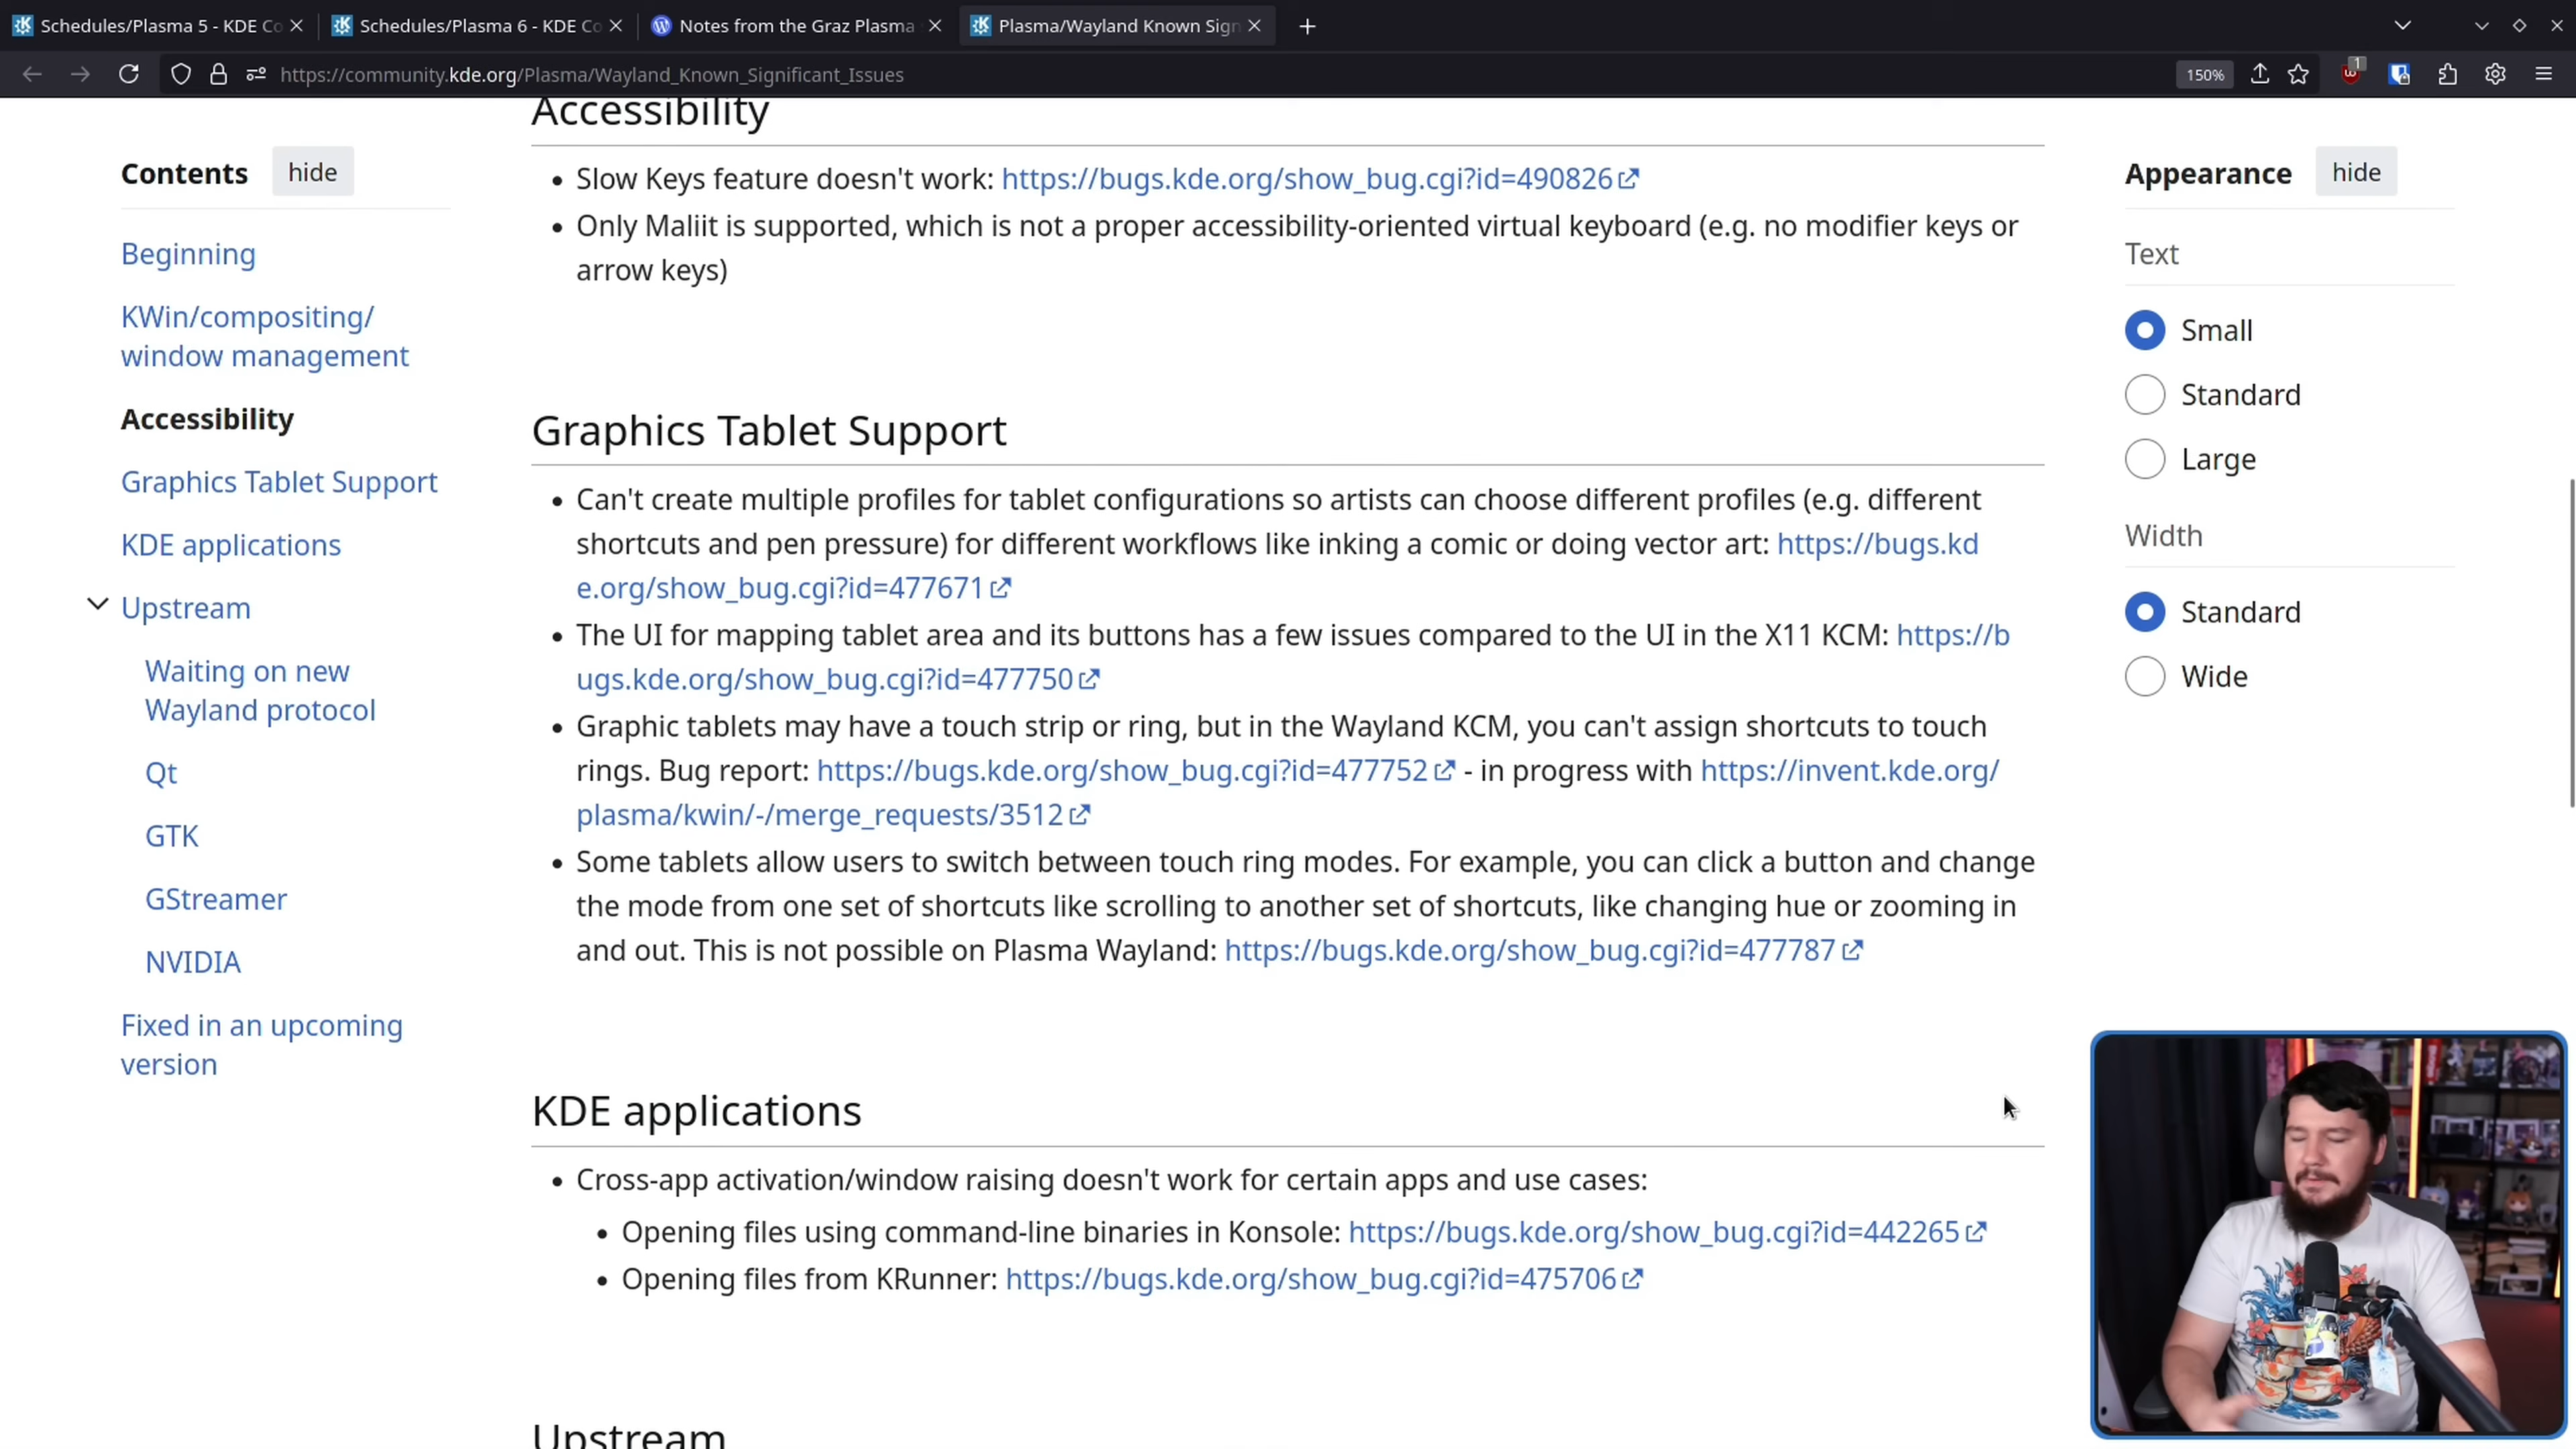 Schedules/Plasma 5 - KDE Co
Schedules/Plasma 6 - KDE Co
Notes from the Graz Plasma
Plasma/Wayland Known Sign
https://community.kde.org/Plasma/Wayland_Known_Significant_Issues
150%
1
Contents
hide
Beginning
KWin/compositing/
window management
Accessibility
Graphics Tablet Support
KDE applications
Upstream
Waiting on new
Wayland protocol
Qt
GTK
GStreamer
NVIDIA
Fixed in an upcoming
version
Accessibility
• Slow Keys feature doesn't work: https://bugs.kde.org/show_bug.cgi?id=490826
• Only Maliit is supported, which is not a proper accessibility-oriented virtual keyboard (e.g. no modifier keys or
arrow keys)
Graphics Tablet Support
• Can't create multiple profiles for tablet configurations so artists can choose different profiles (e.g. different
shortcuts and pen pressure) for different workflows like inking a comic or doing vector art: https://bugs.kd
e.org/show_bug.cgi?id=477671
• The UI for mapping tablet area and its buttons has a few issues compared to the UI in the X11 KCM: https://b
ugs.kde.org/show_bug.cgi?id=477750
• Graphic tablets may have a touch strip or ring, but in the Wayland KCM, you can't assign shortcuts to touch
rings. Bug report: https://bugs.kde.org/show_bug.cgi?id=477752 - in progress with https://invent.kde.org/
plasma/kwin/-/merge_requests/3512
• Some tablets allow users to switch between touch ring modes. For example, you can click a button and change
the mode from one set of shortcuts like scrolling to another set of shortcuts, like changing hue or zooming in
and out. This is not possible on Plasma Wayland: https://bugs.kde.org/show_bug.cgi?id=477787
KDE applications
• Cross-app activation/window raising doesn't work for certain apps and use cases:
• Opening files using command-line binaries in Konsole: https://bugs.kde.org/show_bug.cgi?id=442265
• Opening files from KRunner: https://bugs.kde.org/show_bug.cgi?id=475706
Upstream
Appearance
hide
Text
Small
Standard
Large
Width
Standard
Wide